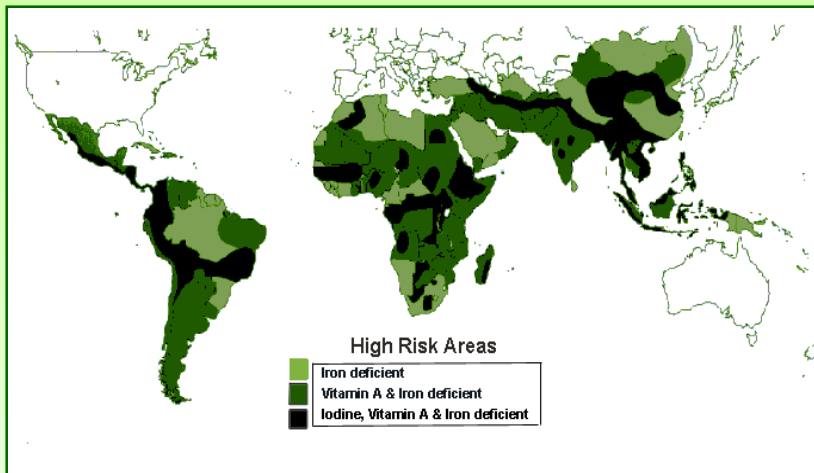 High Risk Areas
Iron deficient
Vitamin A & Iron deficient
Iodine, Vitamin A & Iron deficient